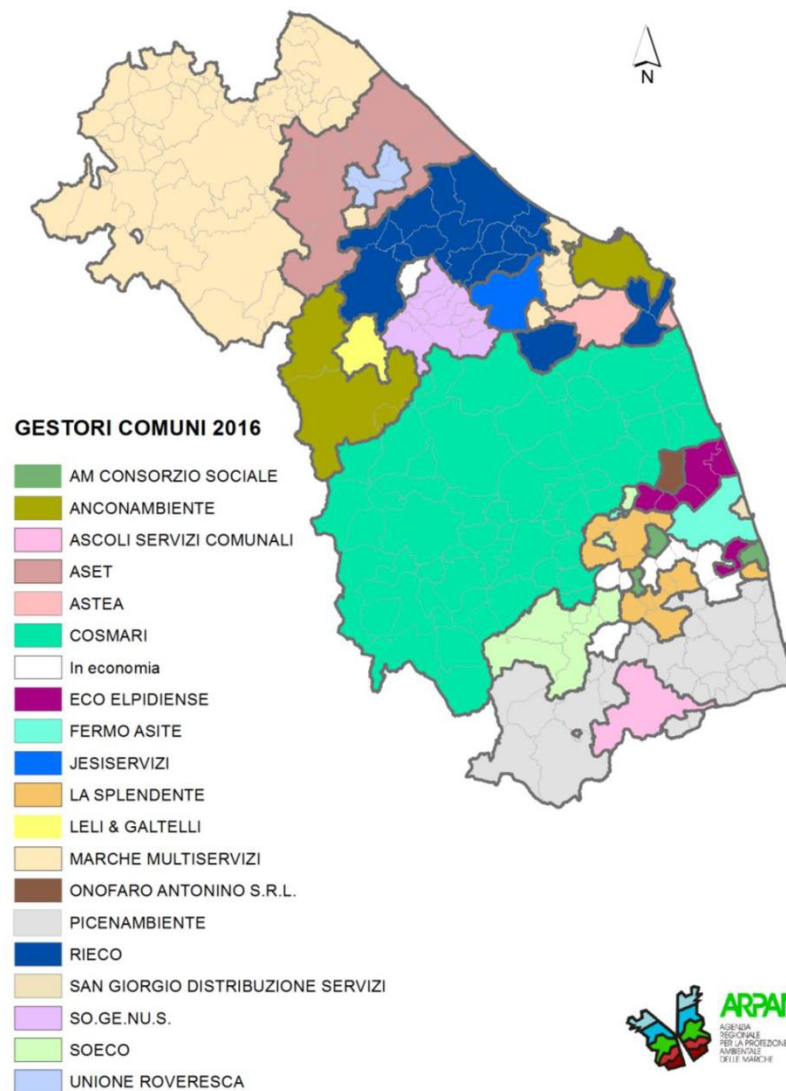 N
GESTORI COMUNI 2016
AM CONSORZIO SOCIALE
ANCONAMBIENTE
ASCOLI SERVIZI COMUNALI
ASET
ASTEA
COSMARI
In economia
ECO ELPIDIENSE
FERMO ASITE
JESISERVIZI
LA SPLENDENTE
LELI & GALTELLI
MARCHE MULTISERVIZI
ONOFARO ANTONINO S.R.L.
PICENAMBIENTE
RIECO
SAN GIORGIO DISTRIBUZIONE SERVIZI
SO.GE.NU.S.
SOECO
UNIONE ROVERESCA
ARPAM
AGENZIA
REGIONALE
PER LA PROTEZIONE
AMBIENTALE
DELLE MARCHE